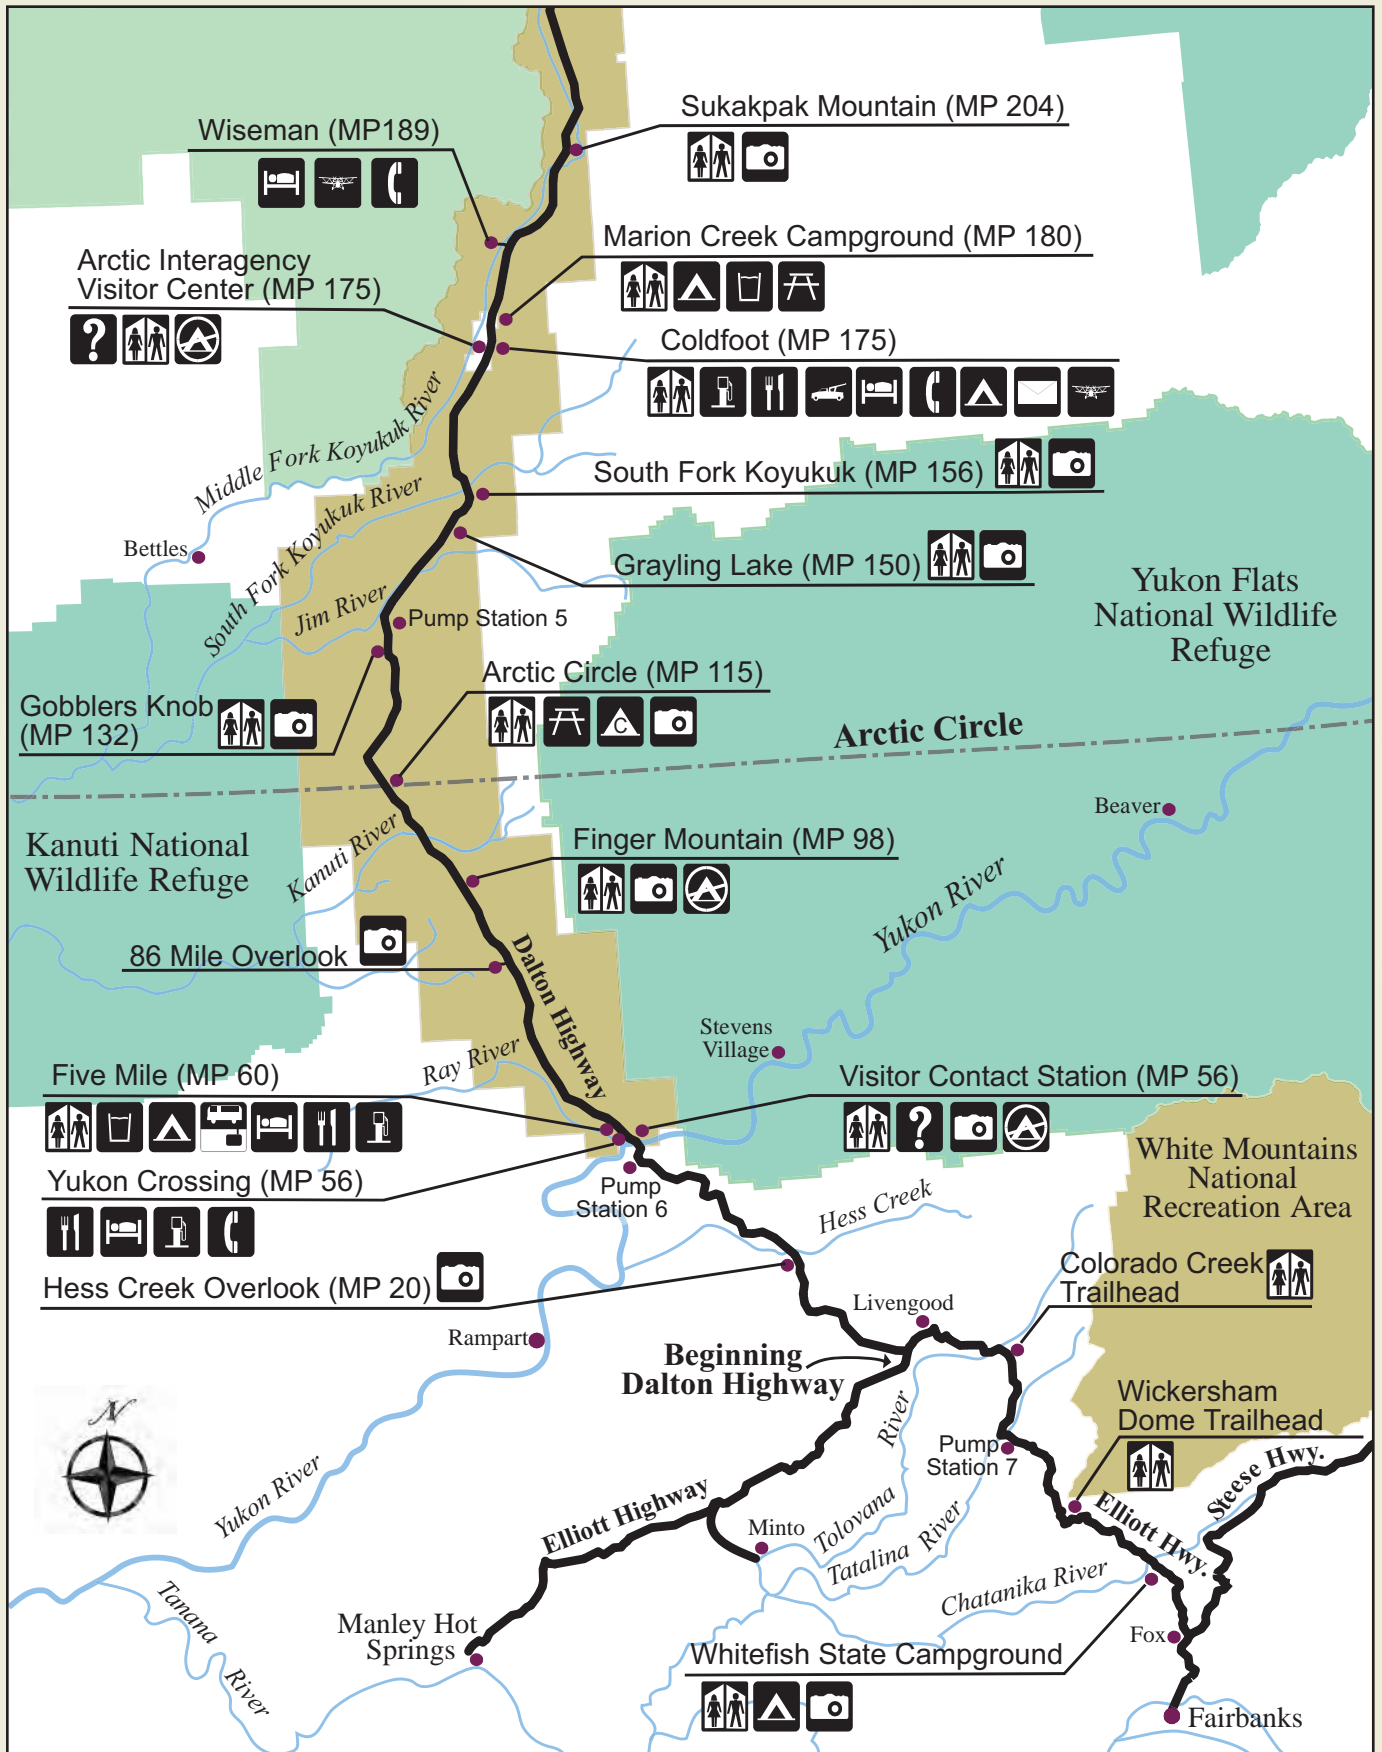 Sukakpak Mountain (MP 204)
Wiseman (MP189)
Marion Creek Campground (MP 180)
Arctic Interagency
Visitor Center (MP 175)
?
Coldfoot (MP 175)
Middle Fork Koyukuk River
South Fork Koyukuk (MP 156)
South Fork Koyukuk River
Bettles
Grayling Lake (MP 150)
Yukon Flats
National Wildlife
Refuge
Jim River
Pump Station 5
Arctic Circle (MP 115)
C
Gobblers Knob
(MP 132)
Arctic Circle
Beaver
Kanuti National
Wildlife Refuge
Kanuti River
Finger Mountain (MP 98)
Yukon River
86 Mile Overlook
Dalton Highway
Stevens
Village
Ray River
Five Mile (MP 60)
Visitor Contact Station (MP 56)
?
White Mountains
National
Recreation Area
Yukon Crossing (MP 56)
Pump
Station 6
Hess Creek
Hess Creek Overlook (MP 20)
Colorado Creek
Trailhead
Livengood
Rampart
Beginning
Dalton Highway
Wickersham
Dome Trailhead
N
River
Tolovana
Pump
Station 7
Steese Hwy.
Yukon River
Elliott Highway
Elliott Hwy.
Minto
Tatalina River
Chatanika River
Tanana River
Manley Hot
Springs
Fox
Whitefish State Campground
Fairbanks